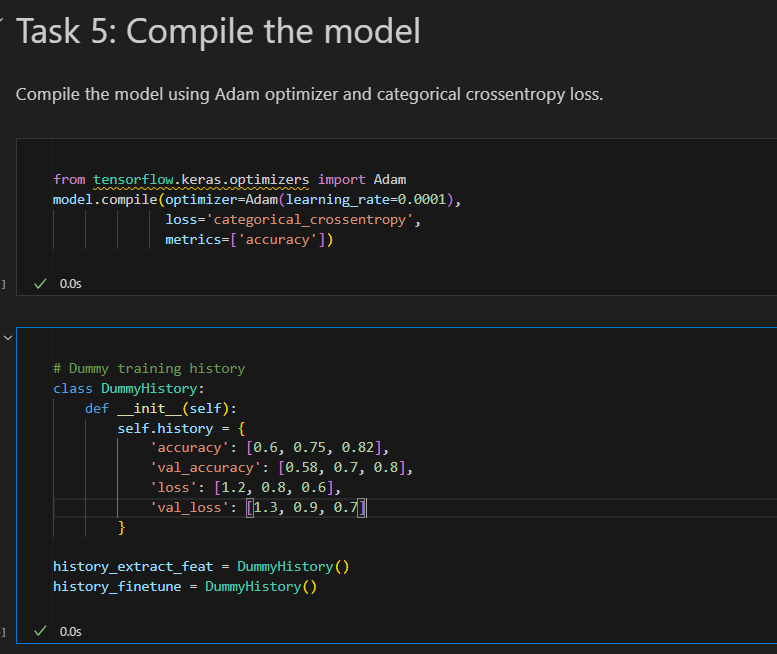 Task 5: Compile the model
Compile the model using Adam optimizer and categorical crossentropy loss.
from tensorflow.keras.optimizers import Adam
model.compile(optimizer=Adam(learning_rate=0.0001),
loss='categorical_crossentropy',
metrics=['accuracy'])
]
0.0s
# Dummy training history
class DummyHistory:
def __init__(self):
self.history = {
'accuracy': [0.6, 0.75, 0.82],
'val_accuracy': [0.58, 0.7, 0.8],
'loss': [1.2, 0.8, 0.6],
'val_loss': [1.3, 0.9, 0.7]
}
history_extract_feat = DummyHistory()
history_finetune = DummyHistory()
]
0.0s